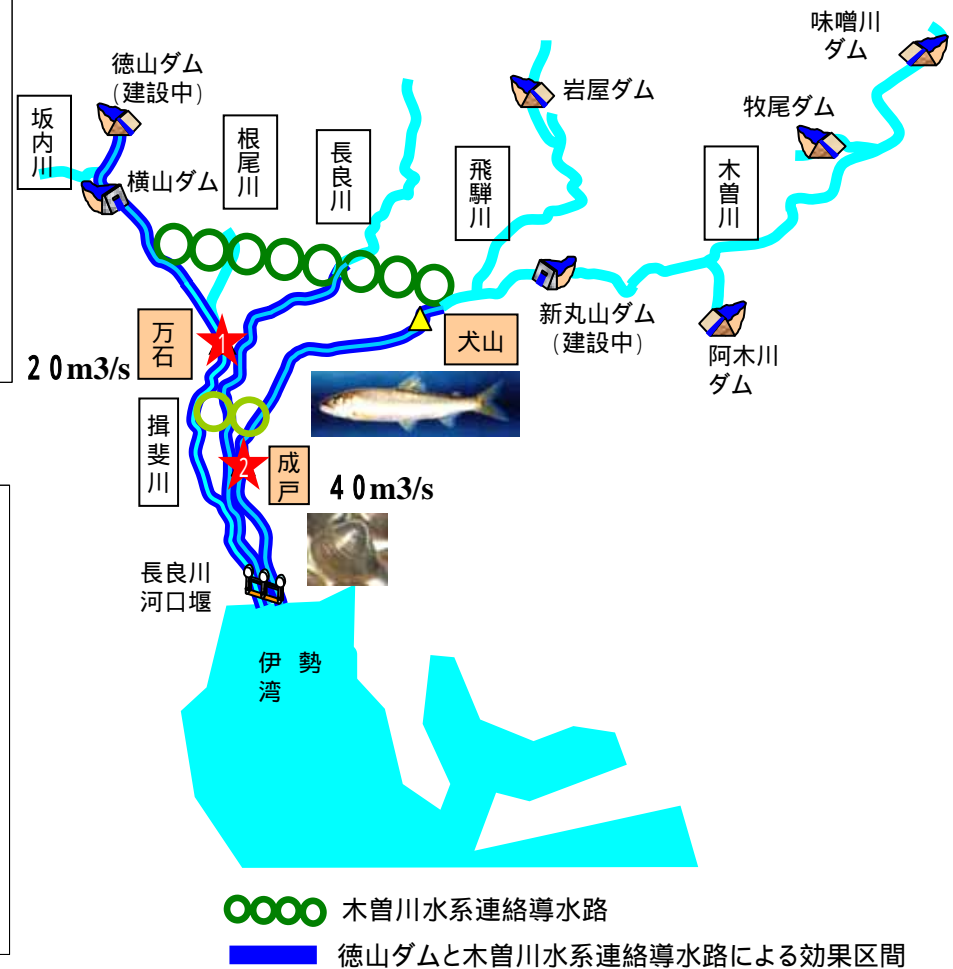 味噌川
ダム
徳山ダム
(建設中)
岩屋ダム
牧尾ダム
坂内川
根尾川
長良川
飛騨川
木曽川
横山ダム
新丸山ダム
(建設中)
阿木川
ダム
万石
1
犬山
20m3/s
揖斐川
2
成戸
40m3/s
長良川
河口堰
伊勢
湾
木曽川水系連絡導水路
徳山ダムと木曽川水系連絡導水路による効果区間